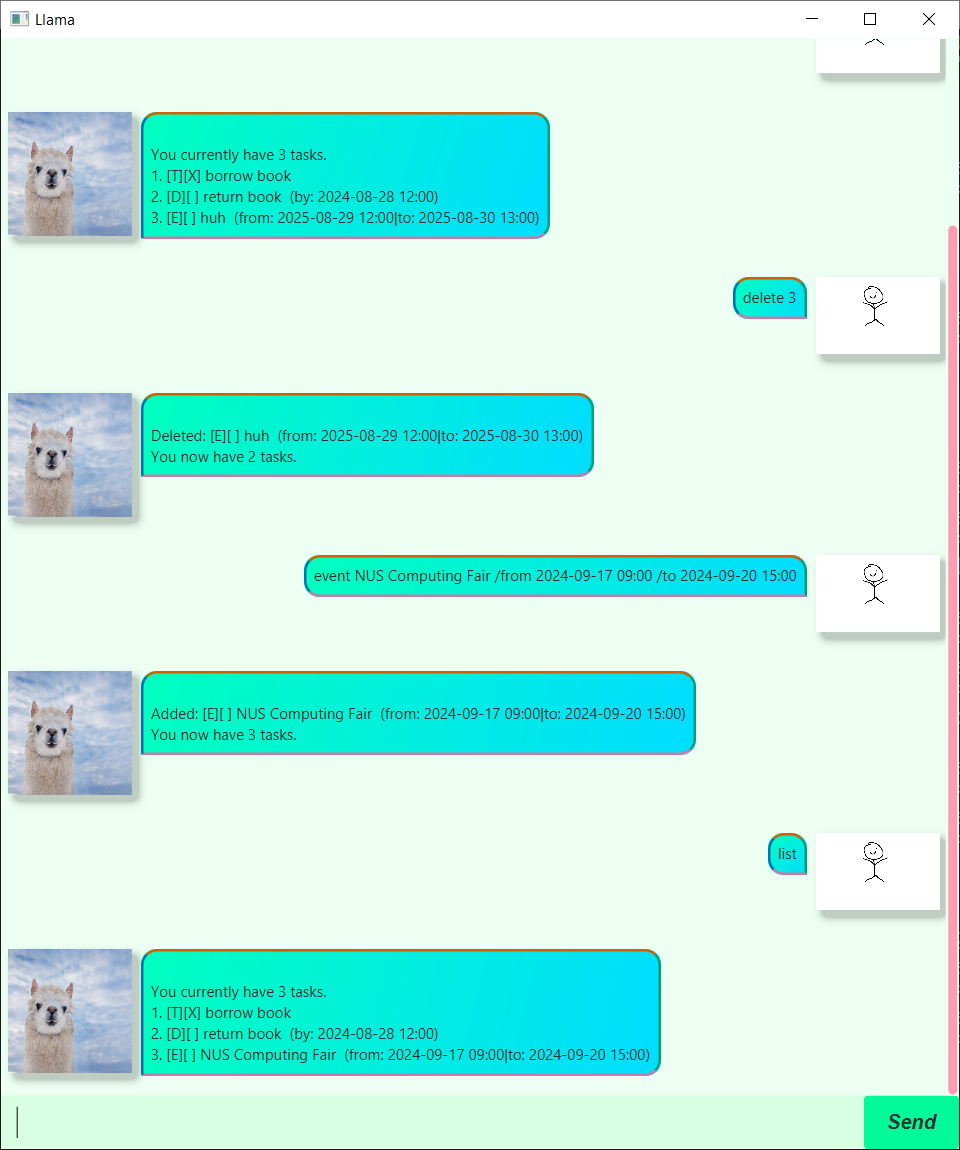 Llama
You currently have 3 tasks.
1. [T][X] borrow book
2. [D][ ] return book  (by: 2024-08-28 12:00)
3. [E][ ] huh  (from: 2025-08-29 12:00|to: 2025-08-30 13:00)
delete 3
Deleted: [E][ ] huh  (from: 2025-08-29 12:00|to: 2025-08-30 13:00)
You now have 2 tasks.
event NUS Computing Fair /from 2024-09-17 09:00 /to 2024-09-20 15:00
Added: [E][ ] NUS Computing Fair  (from: 2024-09-17 09:00|to: 2024-09-20 15:00)
You now have 3 tasks.
list
You currently have 3 tasks.
1. [T][X] borrow book
2. [D][ ] return book  (by: 2024-08-28 12:00)
3. [E][ ] NUS Computing Fair  (from: 2024-09-17 09:00|to: 2024-09-20 15:00)
Send